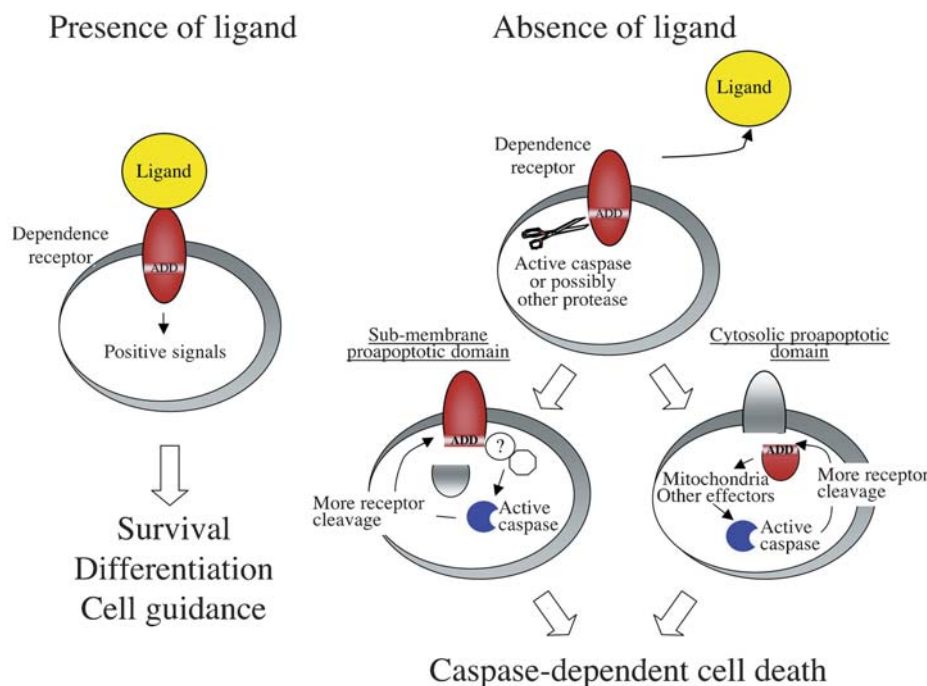 Presence of ligand
Ligand
Dependence
receptor
ADD
Positive signals
Survival
Differentiation
Cell guidance
Absence of ligand
Ligand
Dependence
receptor
ADD
Active caspase
or possibly
other protease
Sub-membrane
proapoptotic domain
ADD
?
More receptor
cleavage
Active
caspase
Cytosolic proapoptotic
domain
ADD
Mitochondria
Other effectors
More receptor
cleavage
Active
caspase
Caspase-dependent cell death